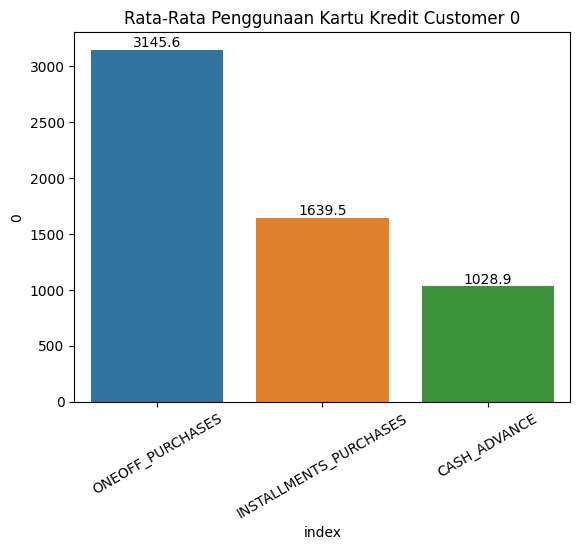 Rata-Rata Penggunaan Kartu Kredit Customer 0
3145.6
3000
2500
2000
1639.5
1500
1028.9
1000
500
0
0
ONEOFF_PURCHASES
INSTALLMENTS_PURCHASES
CASH_ADVANCE
index